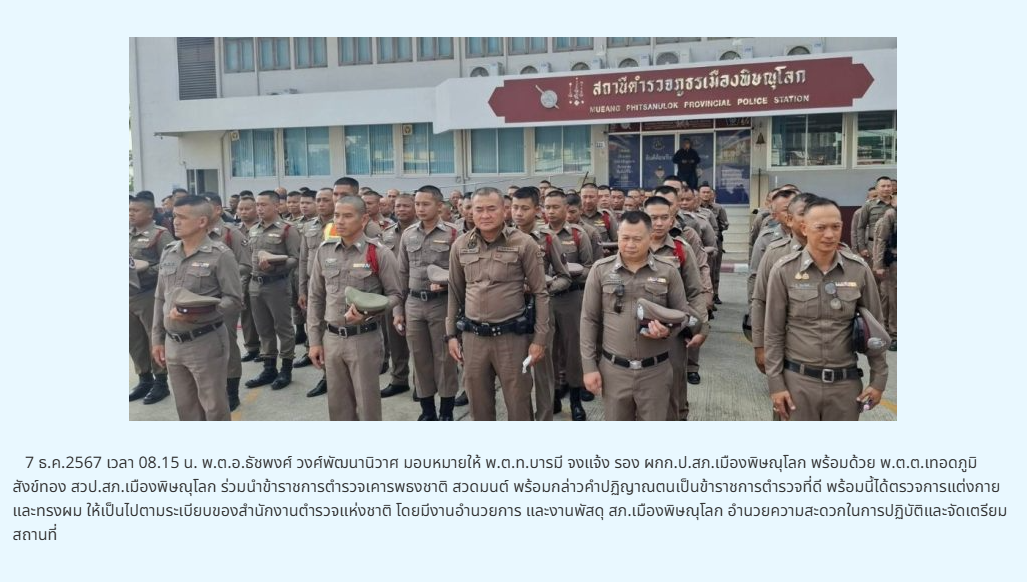 สถานีตำรวจภูธรเมืองพิษณุโลก
MUEANG PHITSANULOK PROVINCIAL POLICE STATION
7 ธ.ค.2567 เวลา 08.15 น. พ.ต.อ.ธัชพงศ์ วงศ์พัฒนานิวาศ มอบหมายให้ พ.ต.ท.บารมี จงแจ้ง รอง ผกก.ป.สภ.เมืองพิษณุโลก พร้อมด้วย พ.ต.ต.เทอดภูมิ
สังข์ทอง สวป.สภ.เมืองพิษณุโลก ร่วมนำข้าราชการตำรวจเคารพธงชาติ สวดมนต์ พร้อมกล่าวคำปฏิญาณตนเป็นข้าราชการตำรวจที่ดี พร้อมนี้ได้ตรวจการแต่งกาย
และทรงผม ให้เป็นไปตามระเบียบของสำนักงานตำรวจแห่งชาติ โดยมีงานอำนวยการ และงานพัสดุ สภ.เมืองพิษณุโลก อำนวยความสะดวกในการปฏิบัติและจัดเตรียม
สถานที่